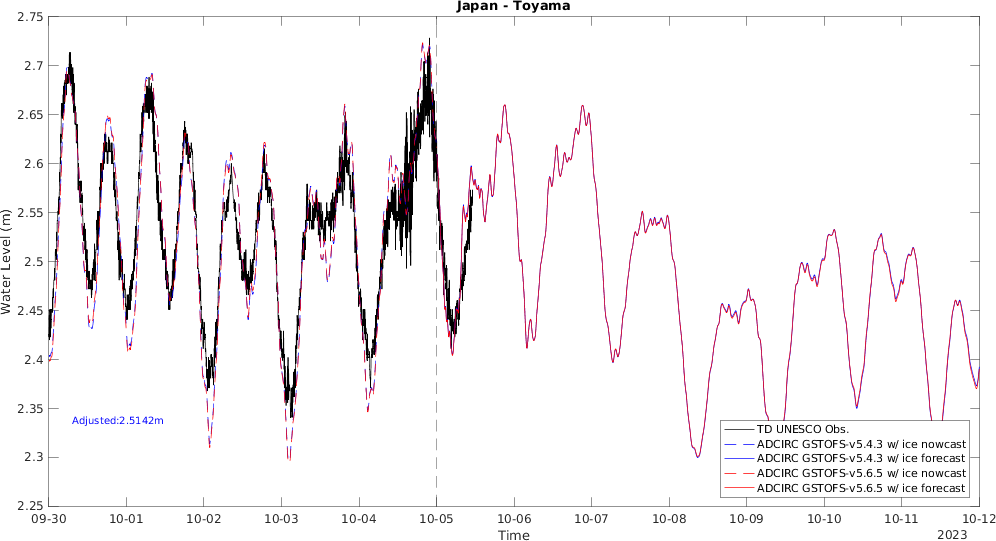 Japan - Toyama
2.75
2.7
2.65
2.6
2.55
2.5
2.45
2.4
2.35
2.3
2.25
Water Level (m)
Adjusted:2.5142m
TD UNESCO Obs.
ADCIRC GSTOFS-v5.4.3 w/ ice nowcast
ADCIRC GSTOFS-v5.4.3 w/ ice forecast
ADCIRC GSTOFS-v5.6.5 w/ ice nowcast
ADCIRC GSTOFS-v5.6.5 w/ ice forecast
09-30 10-01 10-02 10-03 10-04 10-05 10-06 10-07 10-08 10-09 10-10 10-11 10-12
Time
2023